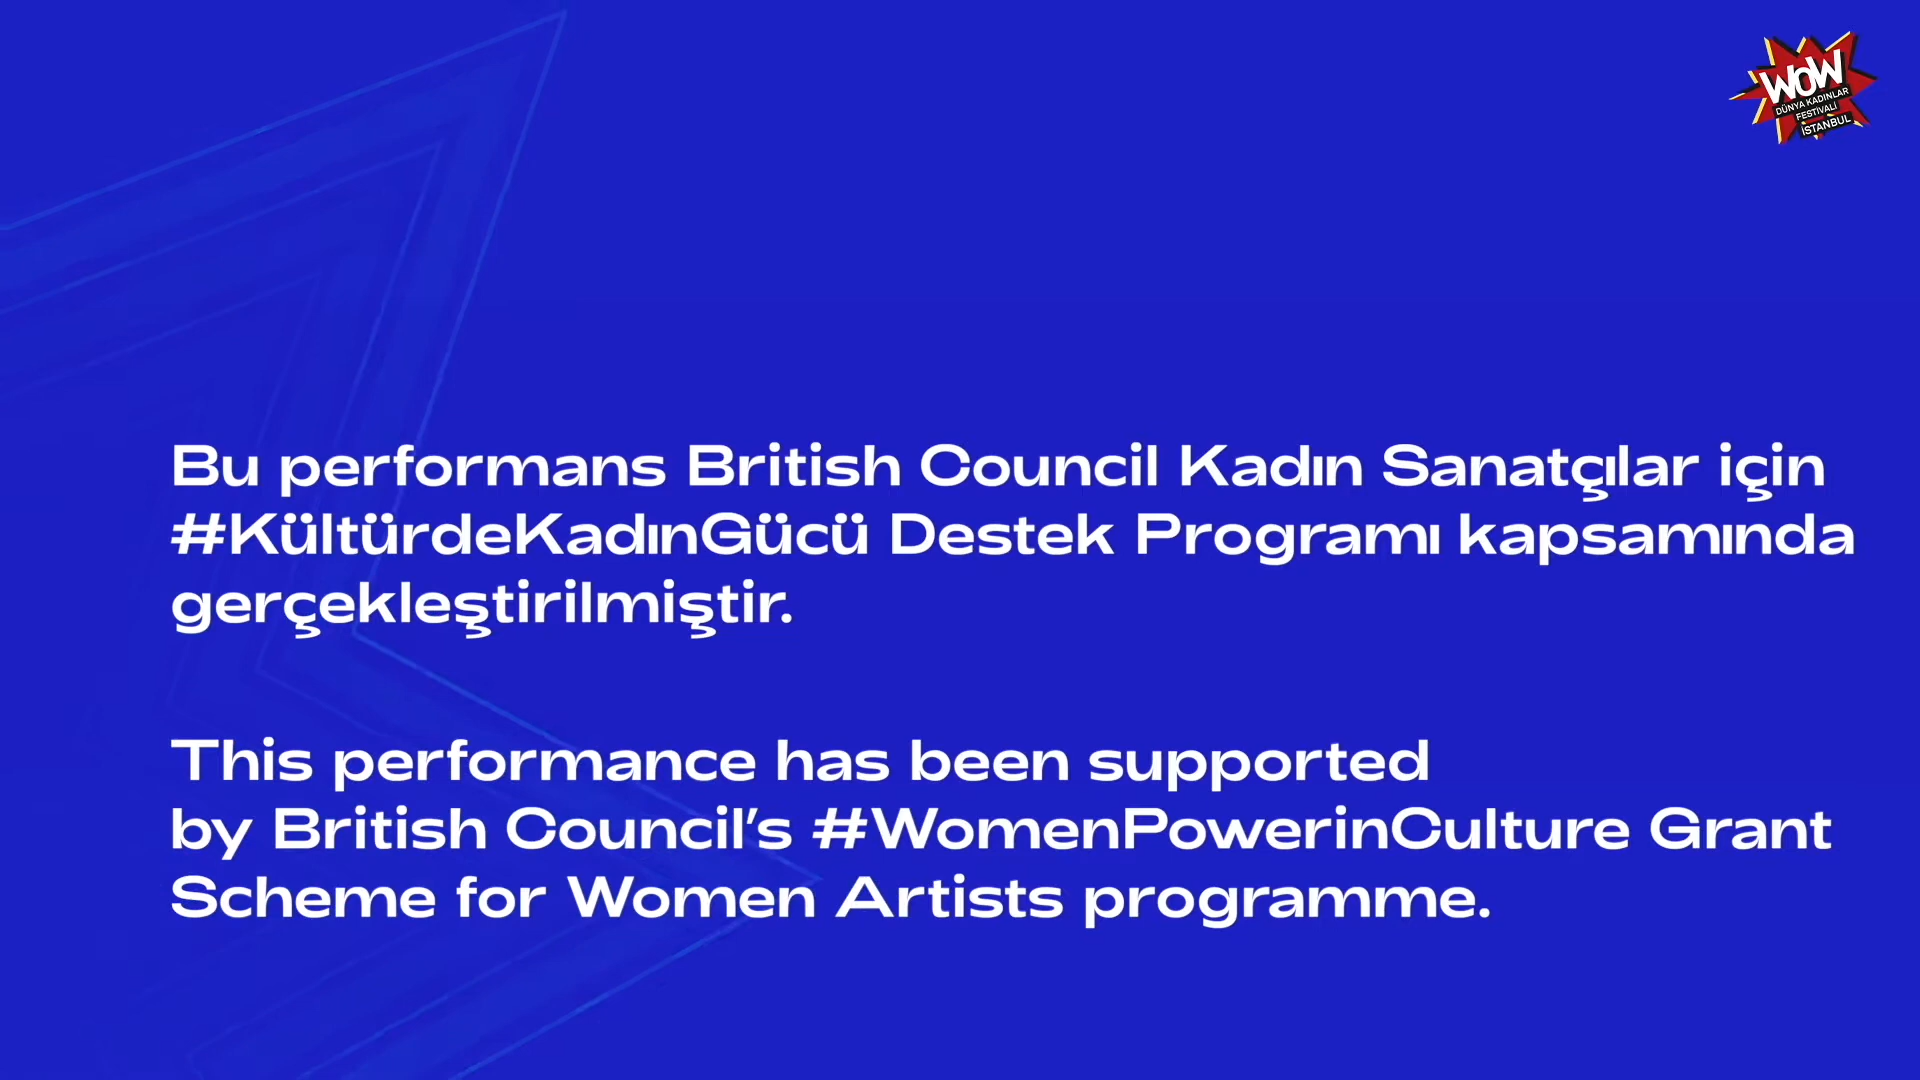 WOW
DÜNYA KADINLAR
FESTİVALİ
İSTANBUL
Bu performans British Council Kadın Sanatçılar için
#KültürdeKadınGücü Destek Programı kapsamında
gerçekleştirilmiştir.
This performance has been supported
by British Council's #WomenPowerinCulture Grant
Scheme for Women Artists programme.